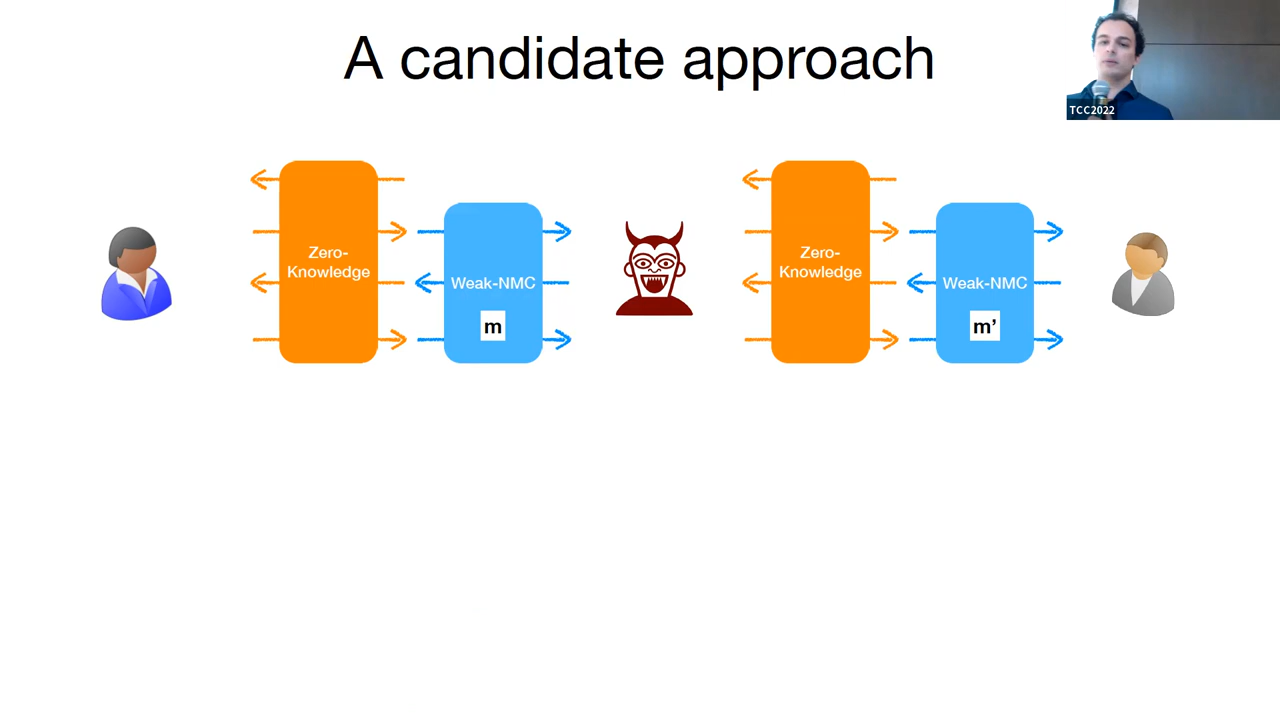 A candidate approach
TCC2022
Zero-
Knowledge
Weak-NMC
m
Zero-
Knowledge
Weak-NMC
m’